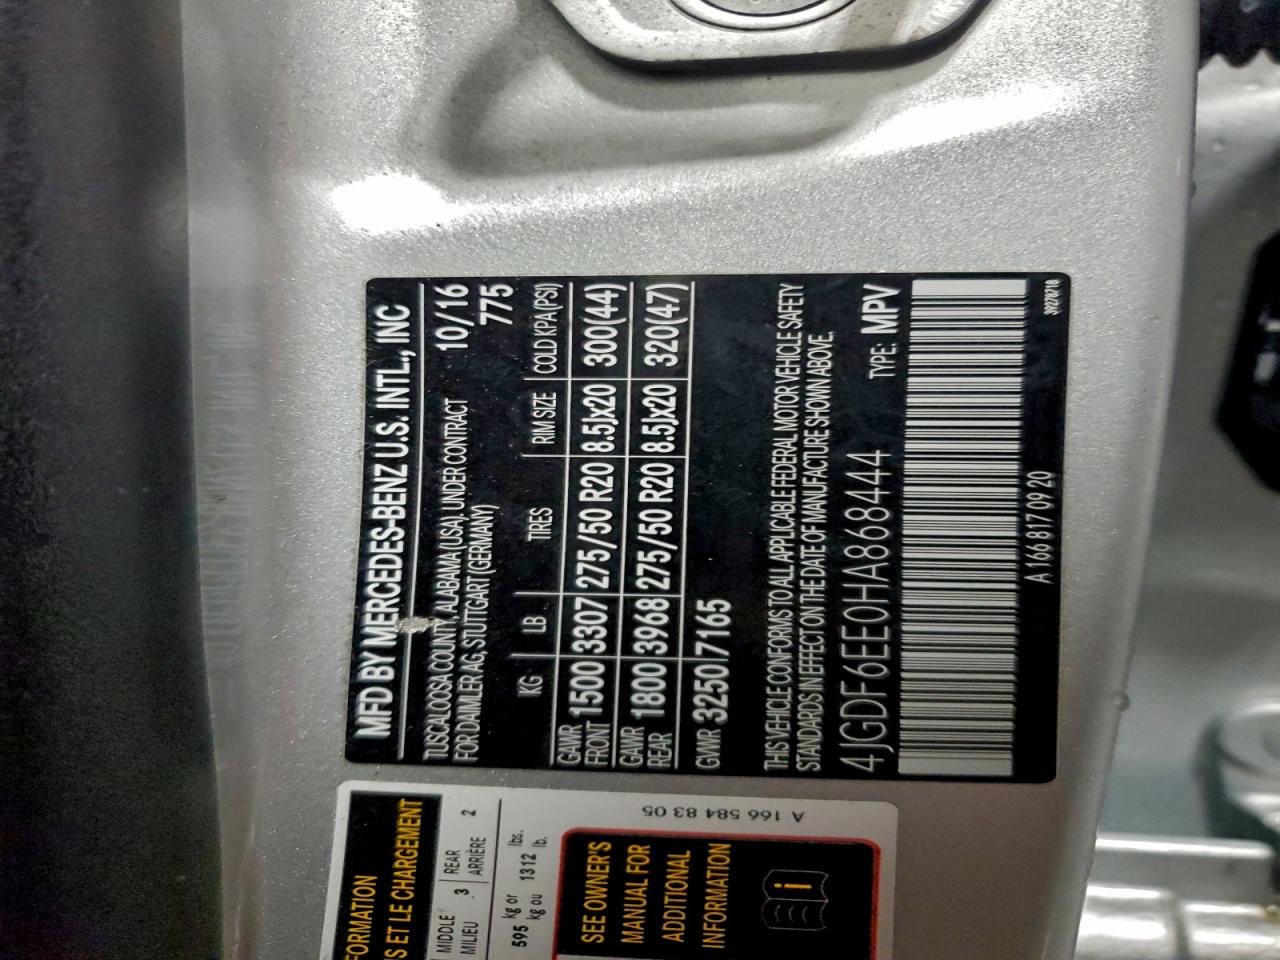 MFD BY MERCEDES-BENZ U.S. INTL., INC
TUSCALOOSA COUNTY, ALABAMA (USA), UNDER CONTRACT 10/16
FOR DAIMLER AG, STUTTGART (GERMANY) 775
KG LB TIRES RIM SIZE COLD KPA (PSI)
GAWR FRONT 1500 3307 275/50 R20 8.5Jx20 300(44)
GAWR REAR 1800 3968 275/50 R20 8.5Jx20 320(47)
GVWR 3250 7165
THIS VEHICLE CONFORMS TO ALL APPLICABLE FEDERAL MOTOR VEHICLE SAFETY
STANDARDS IN EFFECT ON THE DATE OF MANUFACTURE SHOWN ABOVE.
4JGDF6EE0HA868444 TYPE: MPV
A 166 817 09 20
FORMATION
S ET LE CHARGEMENT
MIDDLE 3 REAR 2
MILIEU ARRIÈRE
595 kg or 1312 lbs.
kg ou lb.
SEE OWNER'S
MANUAL FOR
ADDITIONAL
INFORMATION
i
A 166 584 83 05